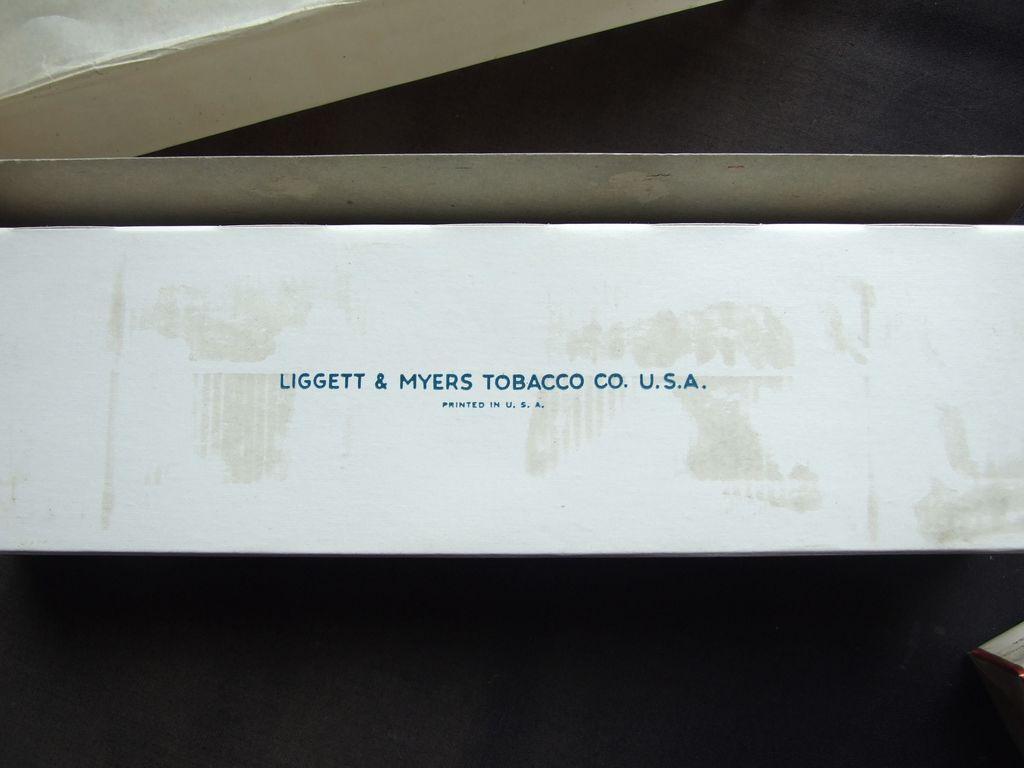 LIGGETT & MYERS TOBACCO CO. U.S.A.
PRINTED IN U. S. A.